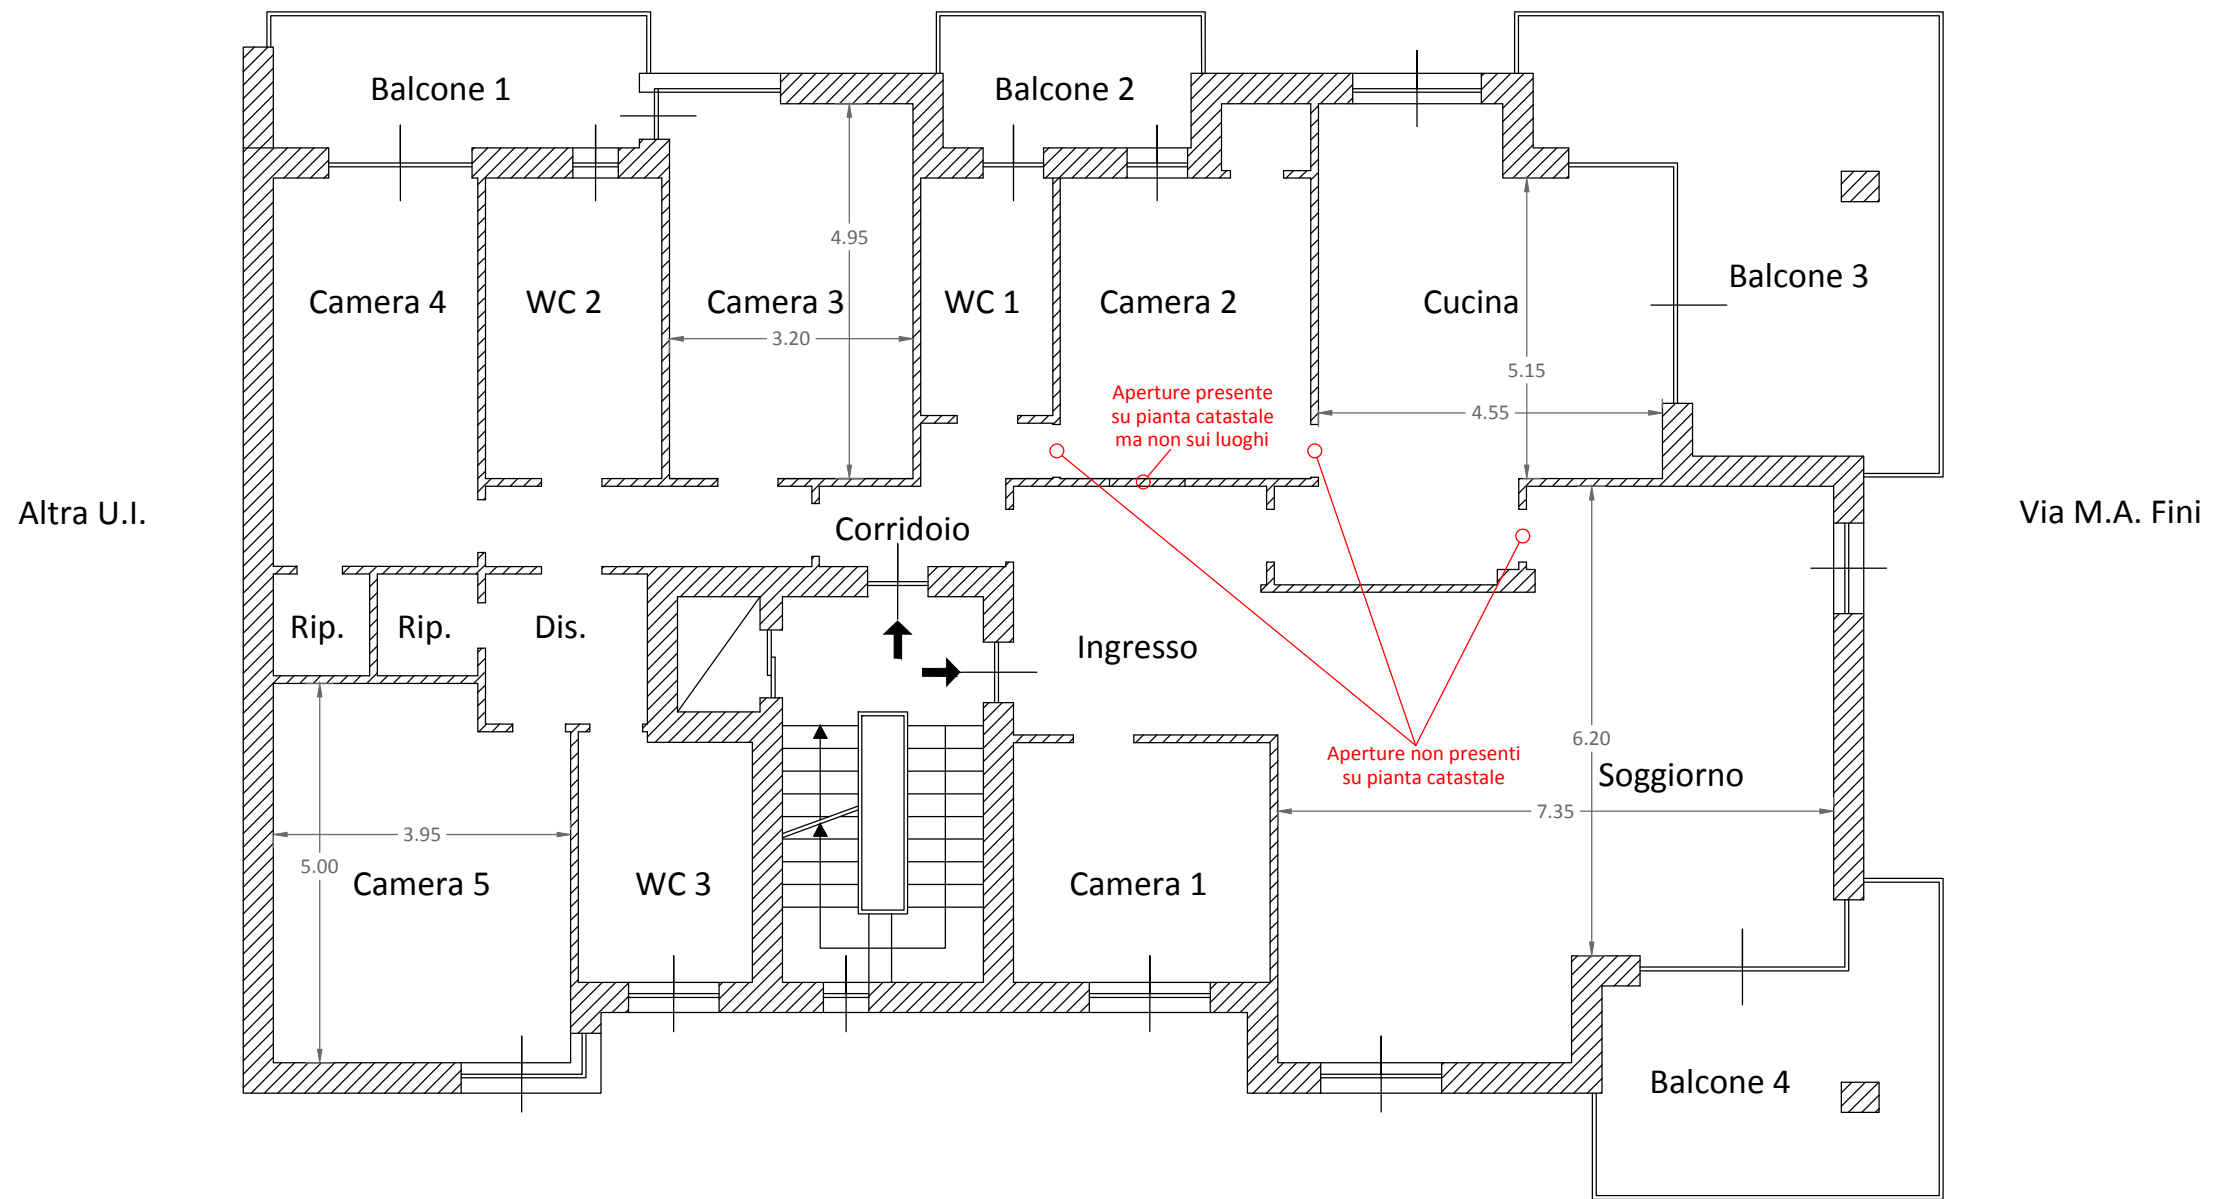 Balcone 1
Balcone 2
Balcone 3
4.95
Camera 4
WC 2
Camera 3
WC 1
Camera 2
Cucina
3.20
5.15
4.55
Aperture presente
su pianta catastale
ma non sui luoghi
Altra U.I.
Corridoio
Via M.A. Fini
Rip.
Rip.
Dis.
Ingresso
6.20
Aperture non presenti
su pianta catastale
Soggiorno
7.35
3.95
5.00
Camera 5
WC 3
Camera 1
Balcone 4